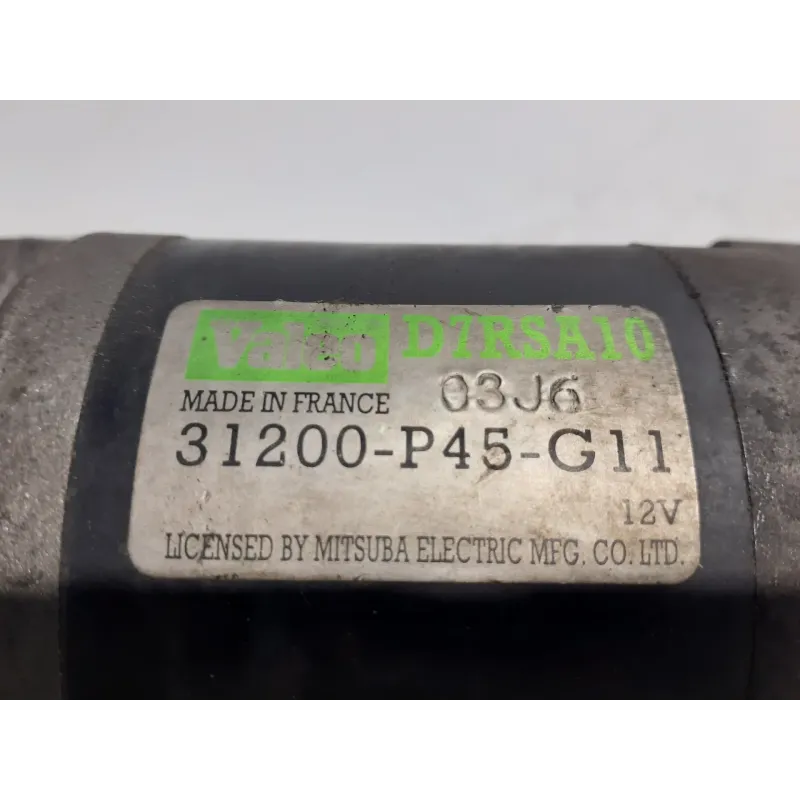 Valeo D7RSA10
MADE IN FRANCE 03J6
31200-P45-G11
12V
LICENSED BY MITSUBA ELECTRIC MFG. CO. LTD.